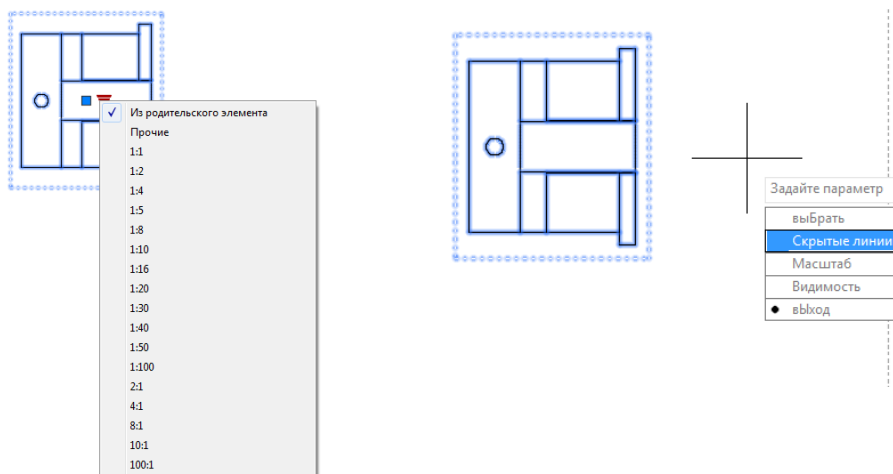 Из родительского элемента
Прочие
1:1
1:2
1:4
1:5
1:8
1:10
1:16
1:20
1:30
1:40
1:50
1:100
2:1
4:1
8:1
10:1
100:1
Задайте параметр
выБрать
Скрытые линии
Масштаб
Видимость
вЫход